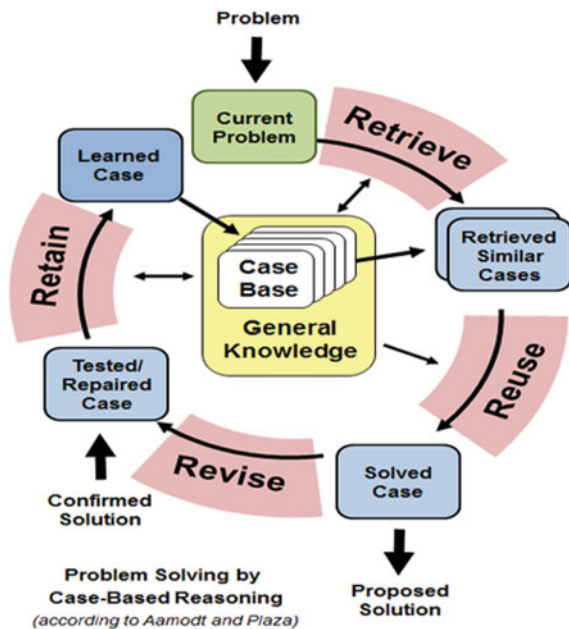 Problem
Current
Problem
Retrieve
Learned
Case
Retrieved
Similar
Cases
Case
Base
General
Knowledge
Retain
Reuse
Tested/
Repaired
Case
Revise
Solved
Case
Confirmed
Solution
Proposed
Solution
Problem Solving by
Case-Based Reasoning
(according to Aamodt and Plaza)